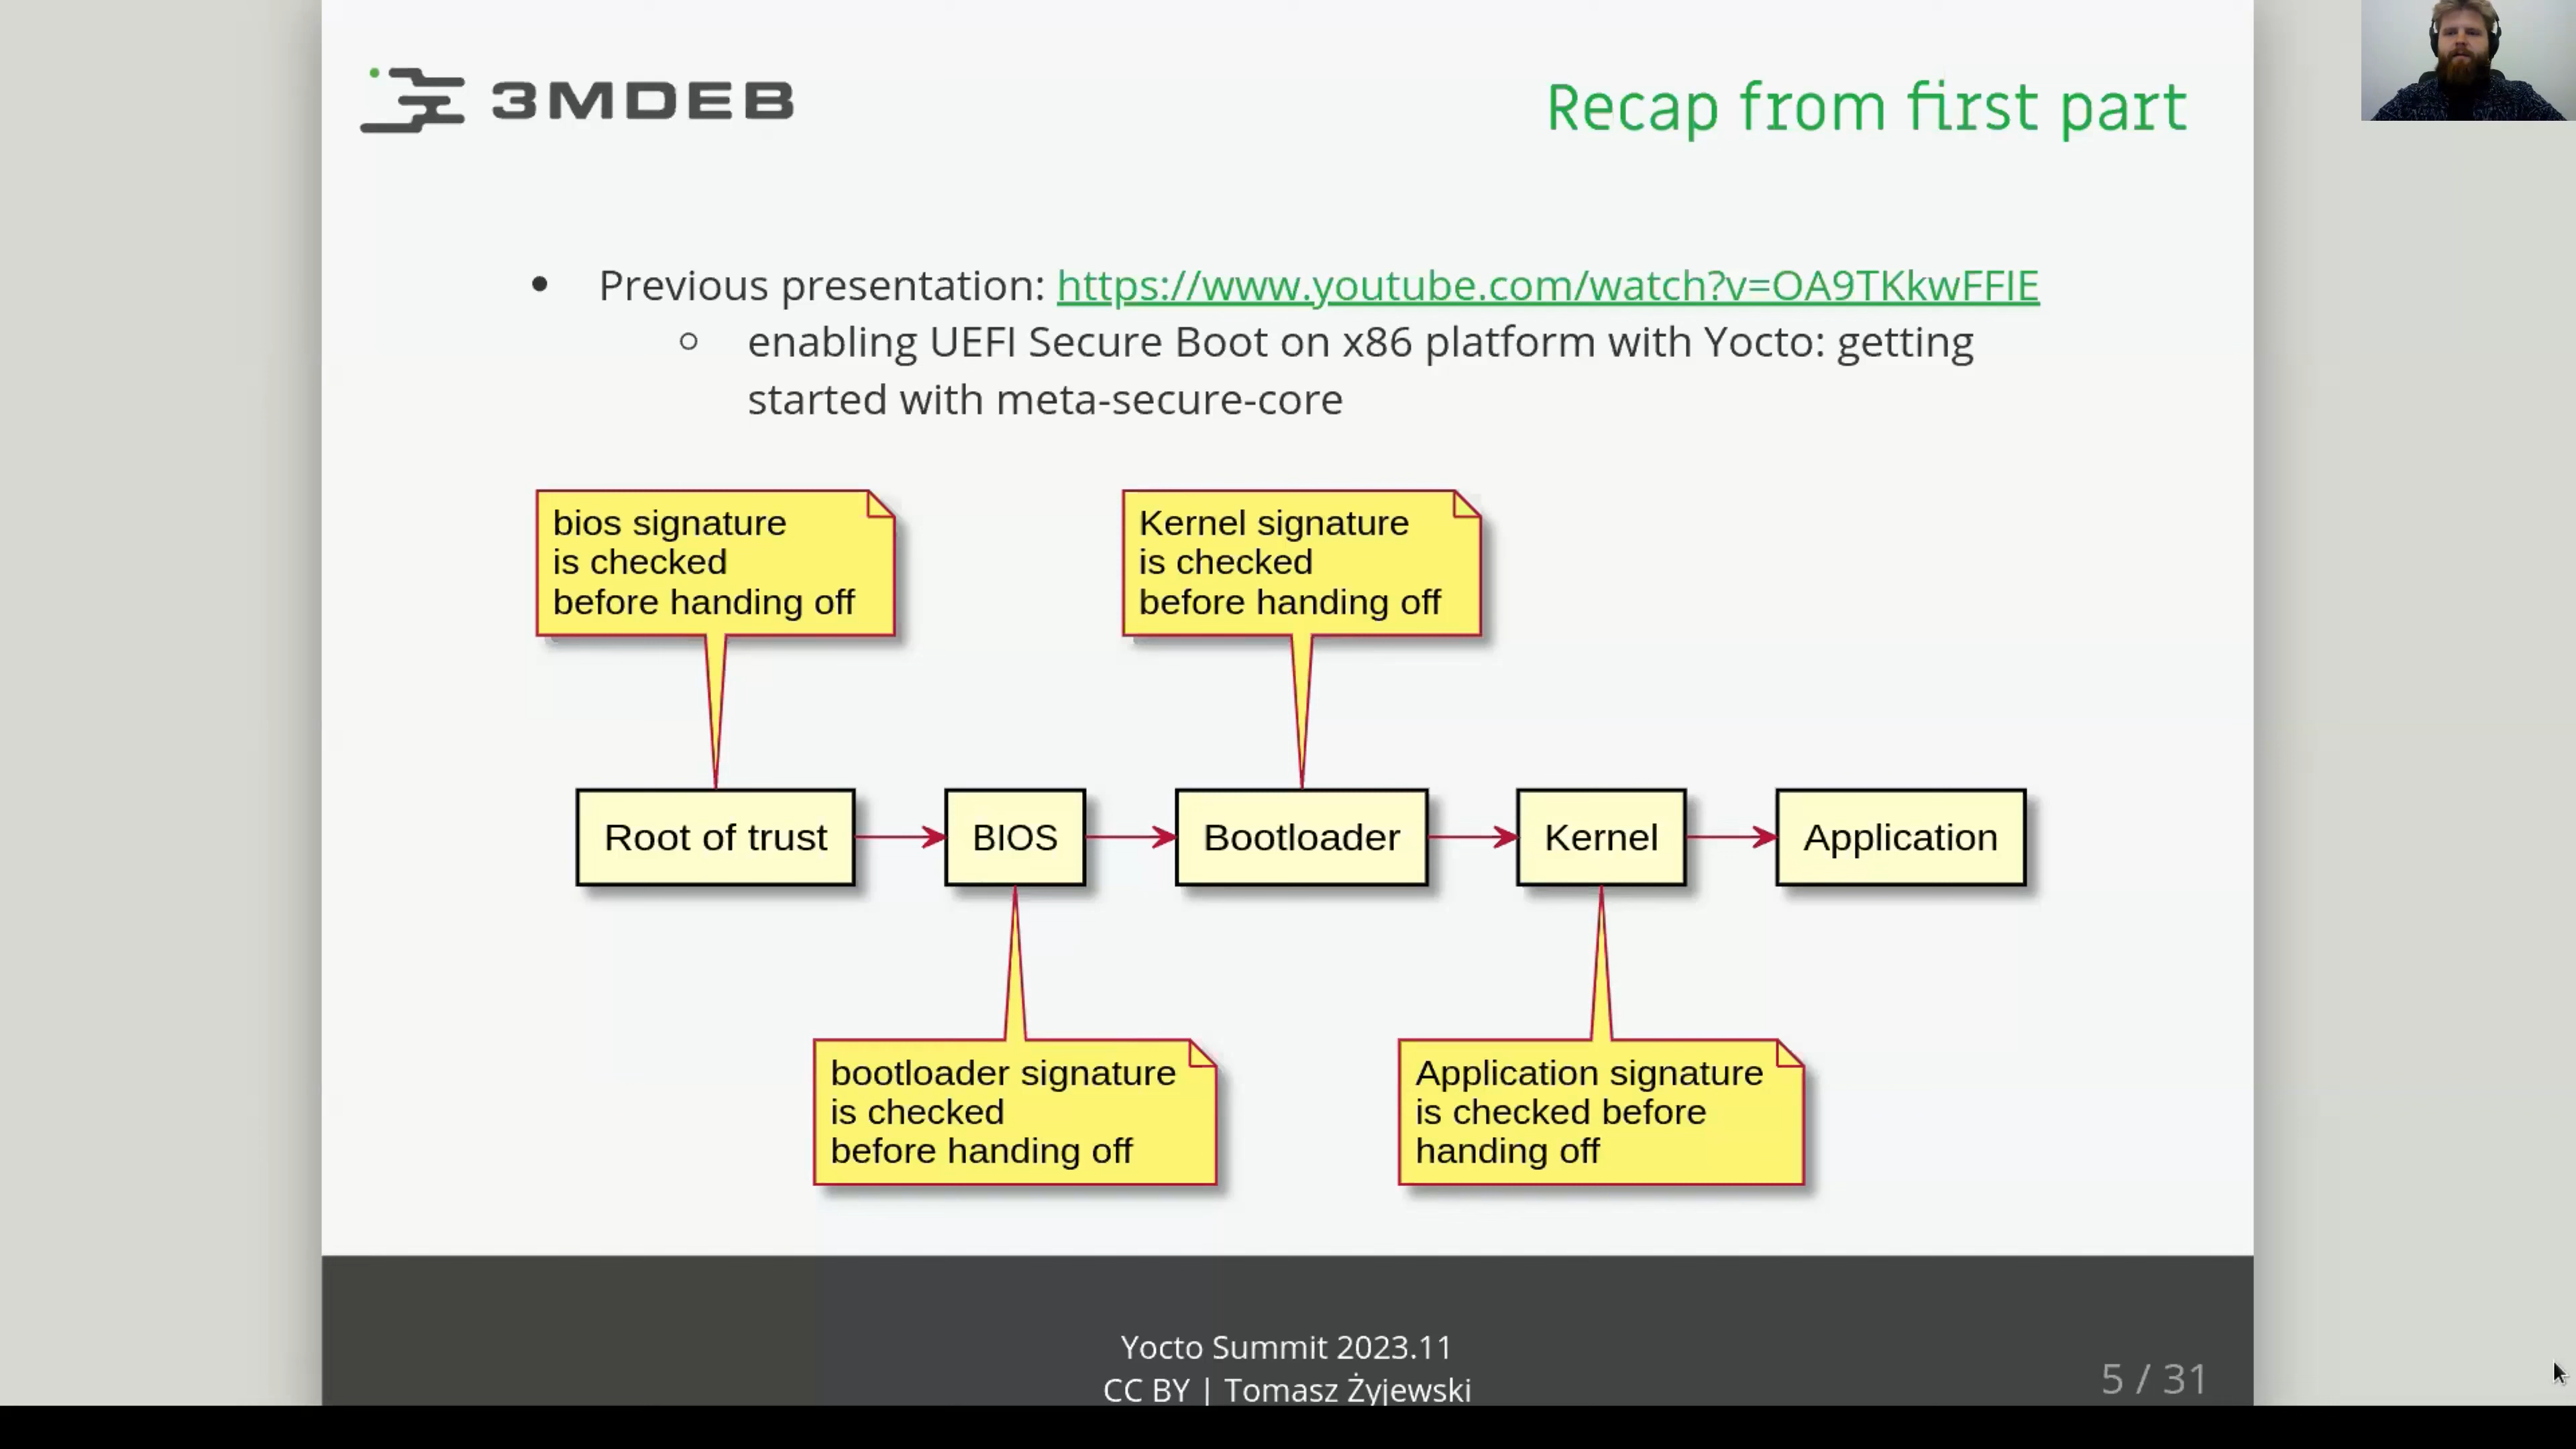 3MDEB
Recap from first part
• Previous presentation: https://www.youtube.com/watch?v=OA9TKkwFFIE
○ enabling UEFI Secure Boot on x86 platform with Yocto: getting
started with meta-secure-core
bios signature
is checked
before handing off
Kernel signature
is checked
before handing off
Root of trust
BIOS
Bootloader
Kernel
Application
bootloader signature
is checked
before handing off
Application signature
is checked before
handing off
Yocto Summit 2023.11
CC BY | Tomasz Żyjewski
5 / 31